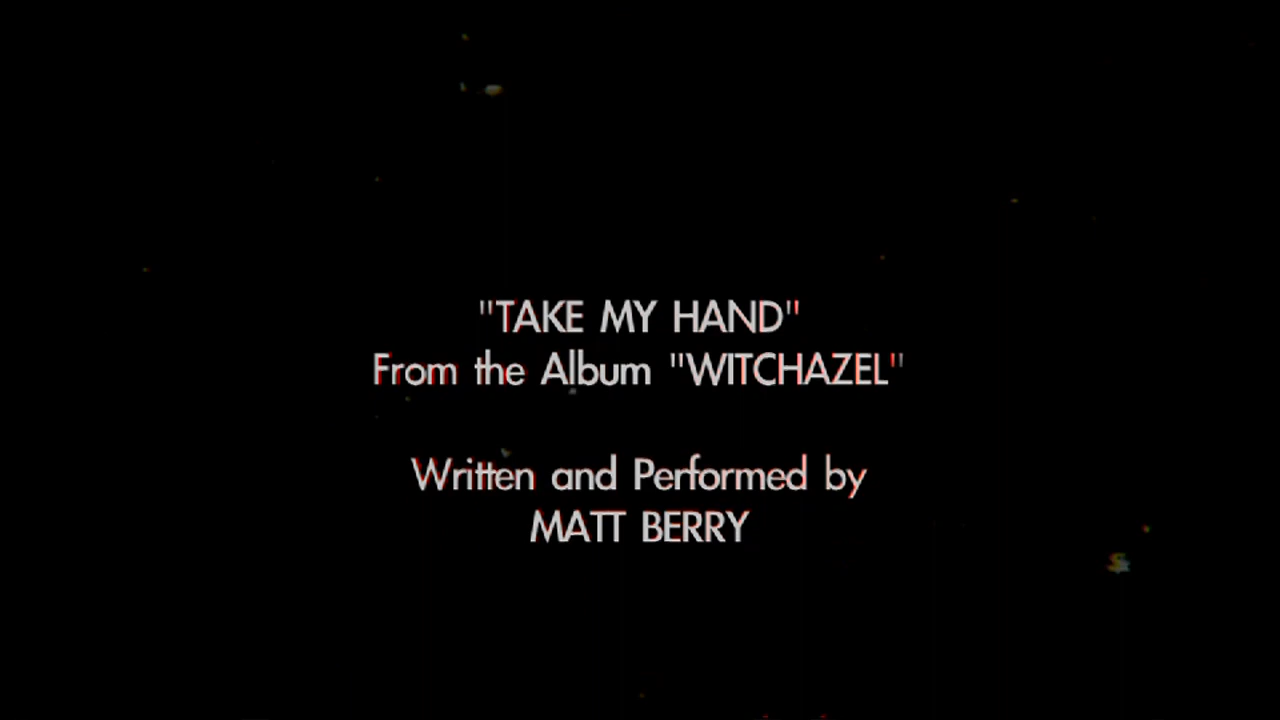 "TAKE MY HAND"
From the Album "WITCHAZEL"
Written and Performed by
MATT BERRY